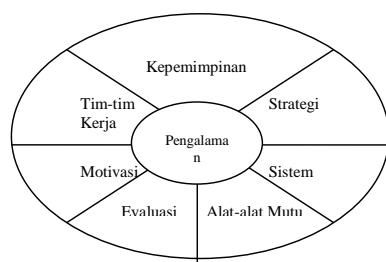 Kepemimpinan
Tim-tim
Kerja
Strategi
Pengalama
n
Motivasi
Sistem
Evaluasi
Alat-alat Mutu